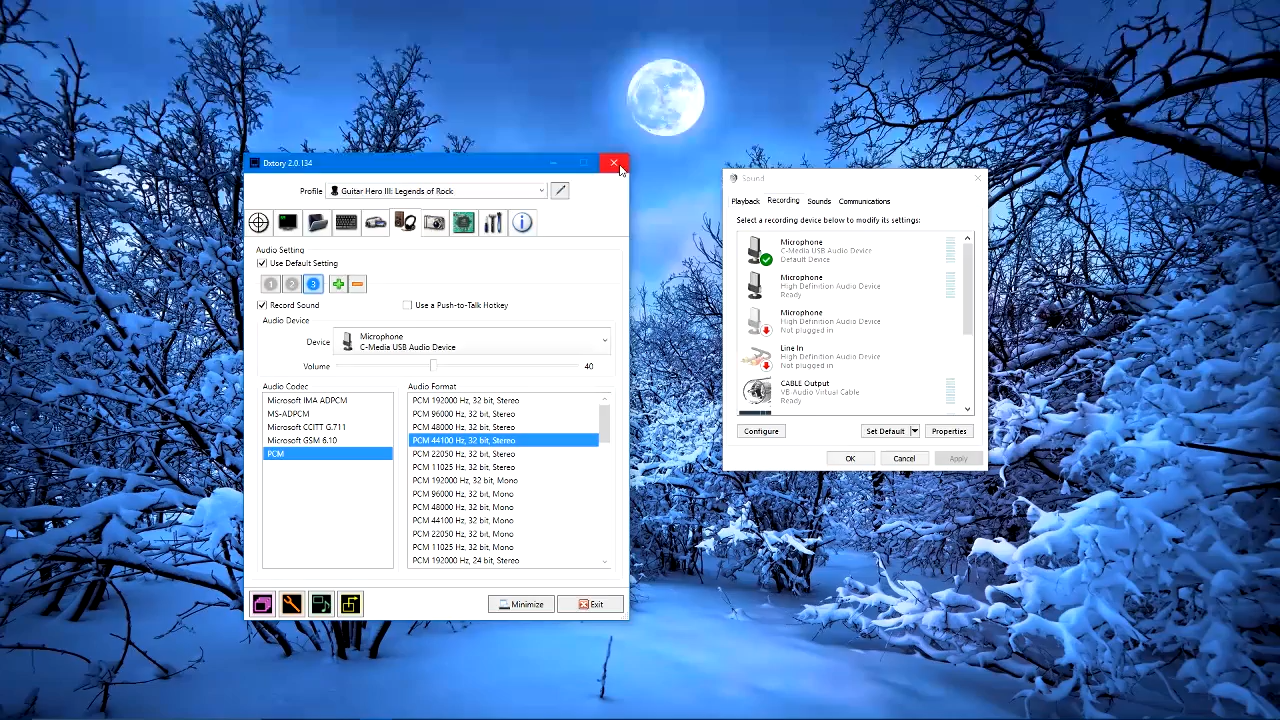 Dxtory 2.0.134
Profile
Guitar Hero III: Legends of Rock
Audio Setting
Use Default Setting
1 2 3
Record Sound
Use a Push-to-Talk Hotkey
Audio Device
Device
Microphone
C-Media USB Audio Device
Volume
40
Audio Codec
Microsoft IMA ADPCM
MS-ADPCM
Microsoft CCITT G.711
Microsoft GSM 6.10
PCM
Audio Format
PCM 192000 Hz, 32 bit, Stereo
PCM 96000 Hz, 32 bit, Stereo
PCM 48000 Hz, 32 bit, Stereo
PCM 44100 Hz, 32 bit, Stereo
PCM 22050 Hz, 32 bit, Stereo
PCM 11025 Hz, 32 bit, Stereo
PCM 192000 Hz, 32 bit, Mono
PCM 96000 Hz, 32 bit, Mono
PCM 48000 Hz, 32 bit, Mono
PCM 44100 Hz, 32 bit, Mono
PCM 22050 Hz, 32 bit, Mono
PCM 11025 Hz, 32 bit, Mono
PCM 192000 Hz, 24 bit, Stereo
Minimize
Exit
Sound
Playback Recording Sounds Communications
Select a recording device below to modify its settings:
Microphone
C-Media USB Audio Device
Default Device
Microphone
High Definition Audio Device
Ready
Microphone
High Definition Audio Device
Not plugged in
Line In
High Definition Audio Device
Not plugged in
CABLE Output
VB-Audio Virtual Cable
Ready
Configure
Set Default
Properties
OK
Cancel
Apply